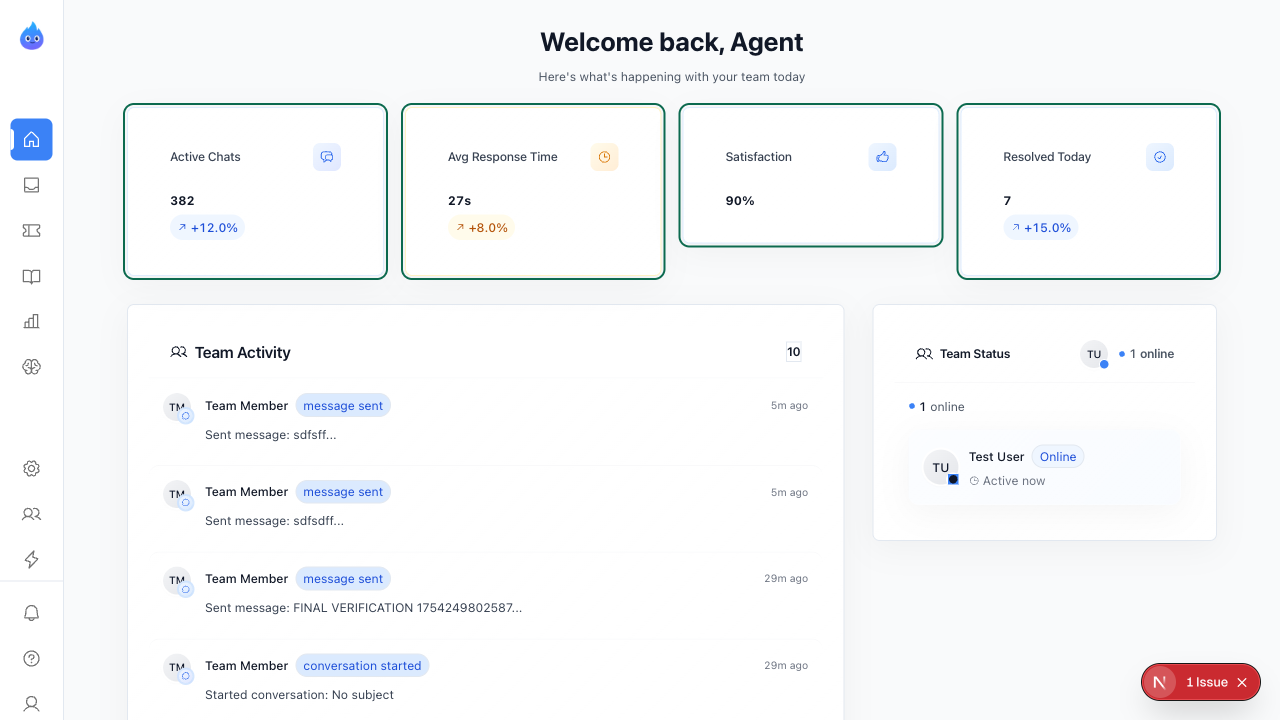 Welcome back, Agent
Here's what's happening with your team today
Active Chats
382
+12.0%
Avg Response Time
27s
+8.0%
Satisfaction
90%
Resolved Today
7
+15.0%
Team Activity
10
TM
Team Member message sent 5m ago
Sent message: sdfsff...
TM
Team Member message sent 5m ago
Sent message: sdfsdff...
TM
Team Member message sent 29m ago
Sent message: FINAL VERIFICATION 1754249802587...
TM
Team Member conversation started 29m ago
Started conversation: No subject
Team Status
TU
1 online
1 online
TU
Test User Online
Active now
N 1 Issue